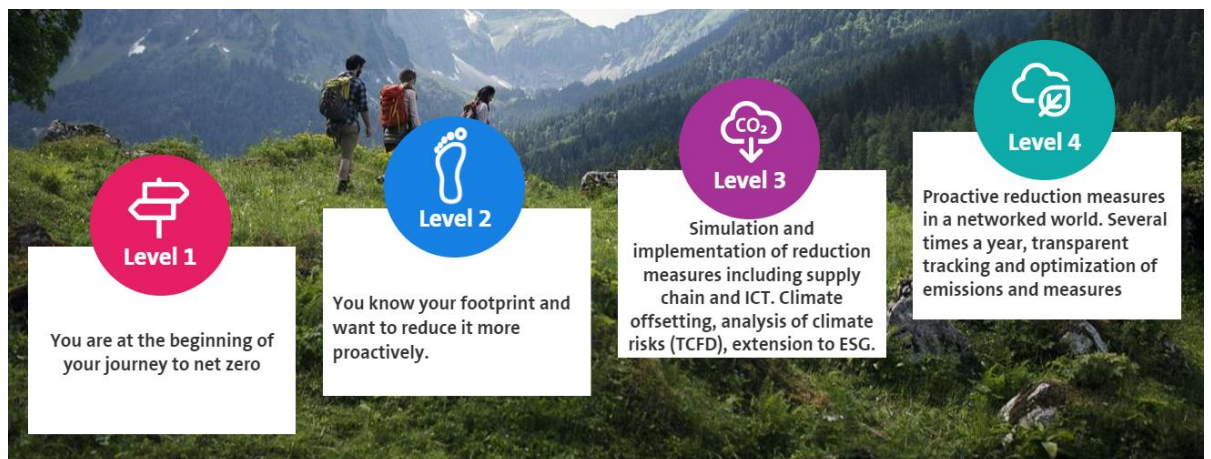 Level 1
You are at the beginning of
your journey to net zero
Level 2
You know your footprint and
want to reduce it more
proactively.
CO₂
Level 3
Simulation and
implementation of reduction
measures including supply
chain and ICT. Climate
offsetting, analysis of climate
risks (TCFD), extension to ESG.
Level 4
Proactive reduction measures
in a networked world. Several
times a year, transparent
tracking and optimization of
emissions and measures